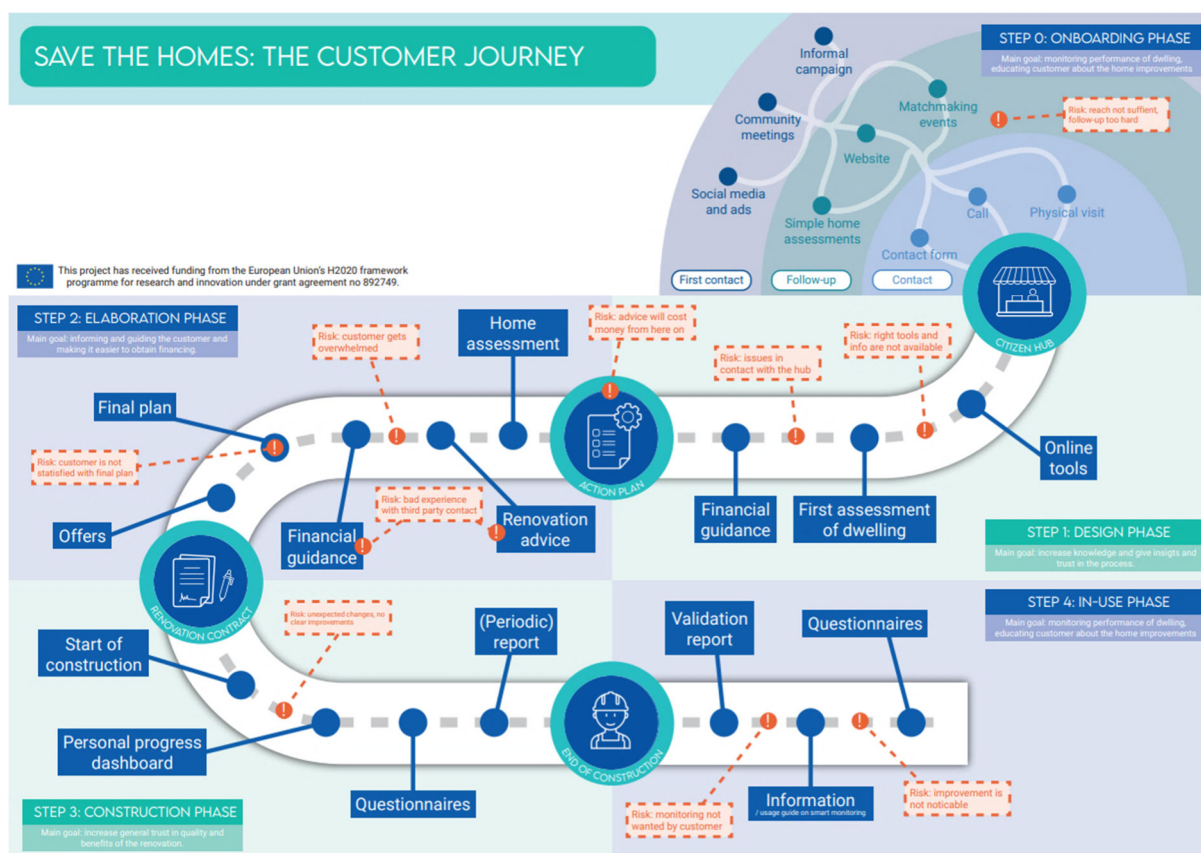 SAVE THE HOMES: THE CUSTOMER JOURNEY
STEP 0: ONBOARDING PHASE
Main goal: monitoring performance of dwlling,
educating customer about the home improvements
Informal
campaign
Community
meetings
Matchmaking
events
Risk: reach not suffient,
follow-up too hard
Website
Social media
and ads
Simple home
assessments
Call
Physical visit
Contact form
First contact
Follow-up
Contact
CITIZEN HUB
This project has received funding from the European Union's H2020 framework
programme for research and innovation under grant agreement no 892749.
STEP 2: ELABORATION PHASE
Main goal: informing and guiding the customer and
making it easier to obtain financing.
Risk: customer gets
overwhelmed
Home
assessment
Risk: advice will cost
money from here on
Risk: issues in
contact with the hub
Risk: right tools and
info are not available
Final plan
Risk: customer is not
statisfied with final plan
Offers
Financial
guidance
Risk: bad experience
with third party contact
Renovation
advice
ACTION PLAN
Financial
guidance
First assessment
of dwelling
Online
tools
STEP 1: DESIGN PHASE
Main goal: increase knowledge and give insigts and
trust in the process.
RENOVATION CONTRACT
Risk: unexpected changes, no
clear improvements
Start of
construction
(Periodic)
report
Validation
report
Questionnaires
STEP 4: IN-USE PHASE
Main goal: monitoring performance of dwlling,
educating customer about the home improvements
Personal progress
dashboard
Questionnaires
END OF CONSTRUCTION
Risk: monitoring not
wanted by customer
Information
/ usage guide on smart monitoring
Risk: improvement is
not noticable
STEP 3: CONSTRUCTION PHASE
Main goal: increase general trust in quality and
benefits of the renovation.